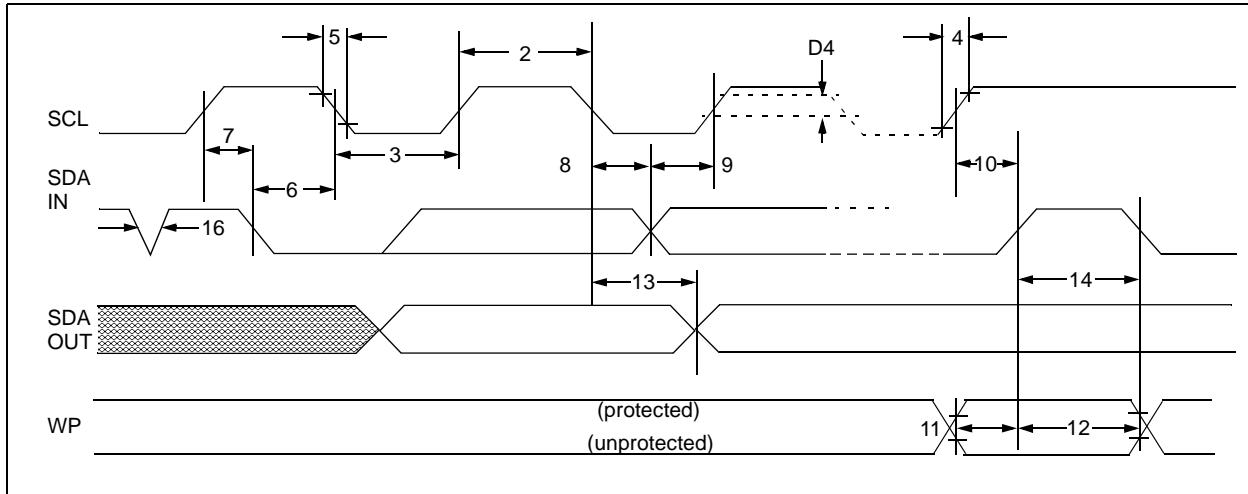 5
2
D4
4
SCL
7
3
8
9
10
SDA
IN
6
16
13
14
SDA
OUT
(protected)
WP
11
12
(unprotected)